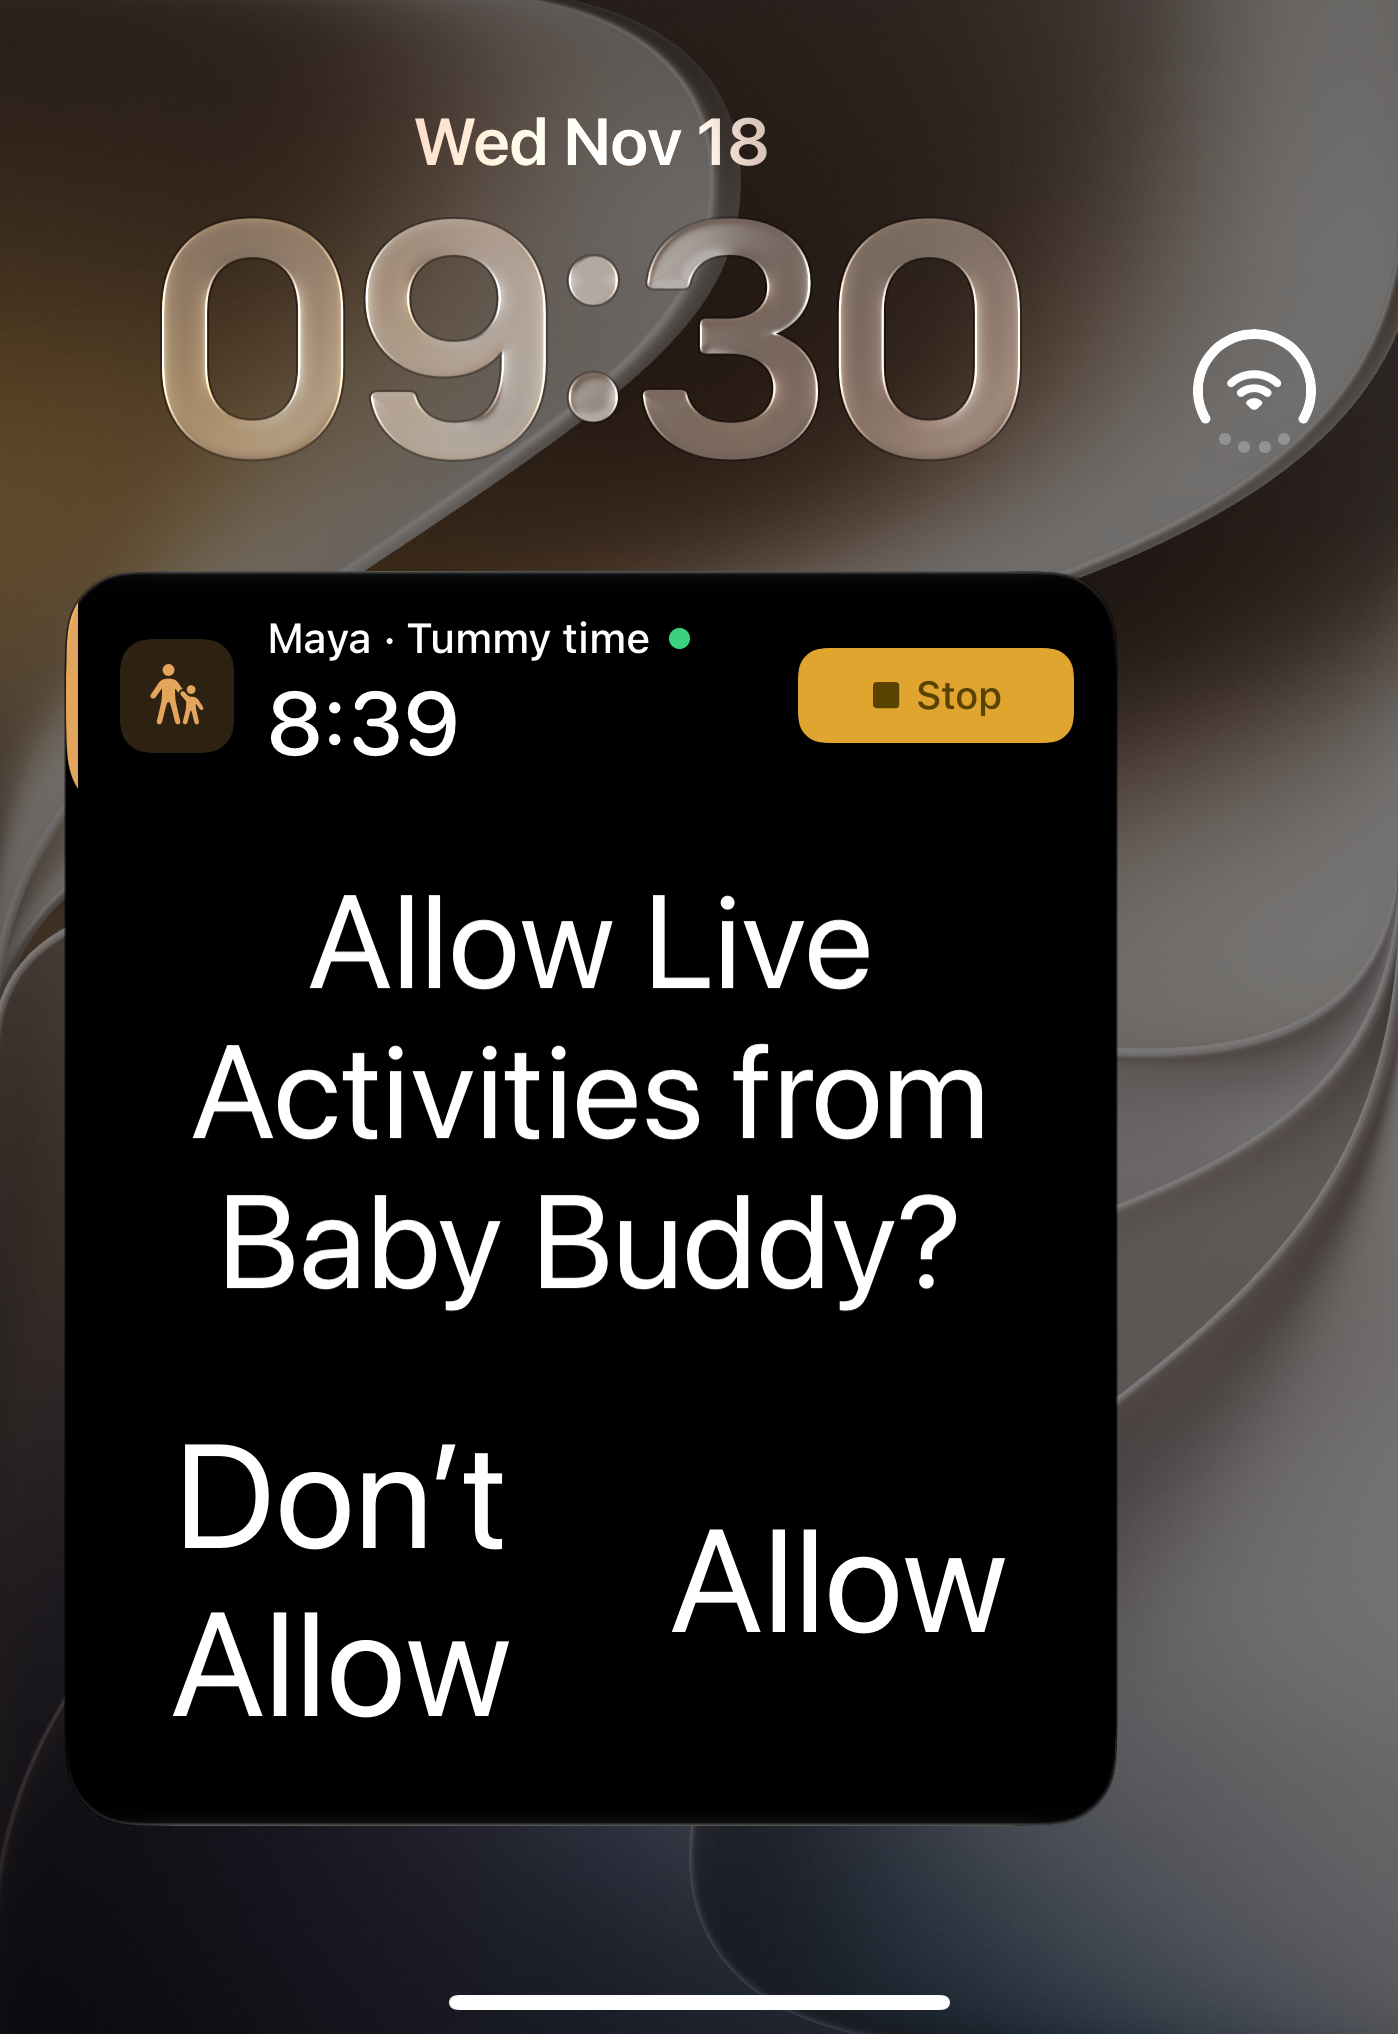 Wed Nov 18
09:30
Maya · Tummy time
8:39
Stop
Allow Live
Activities from
Baby Buddy?
Don’t
Allow
Allow